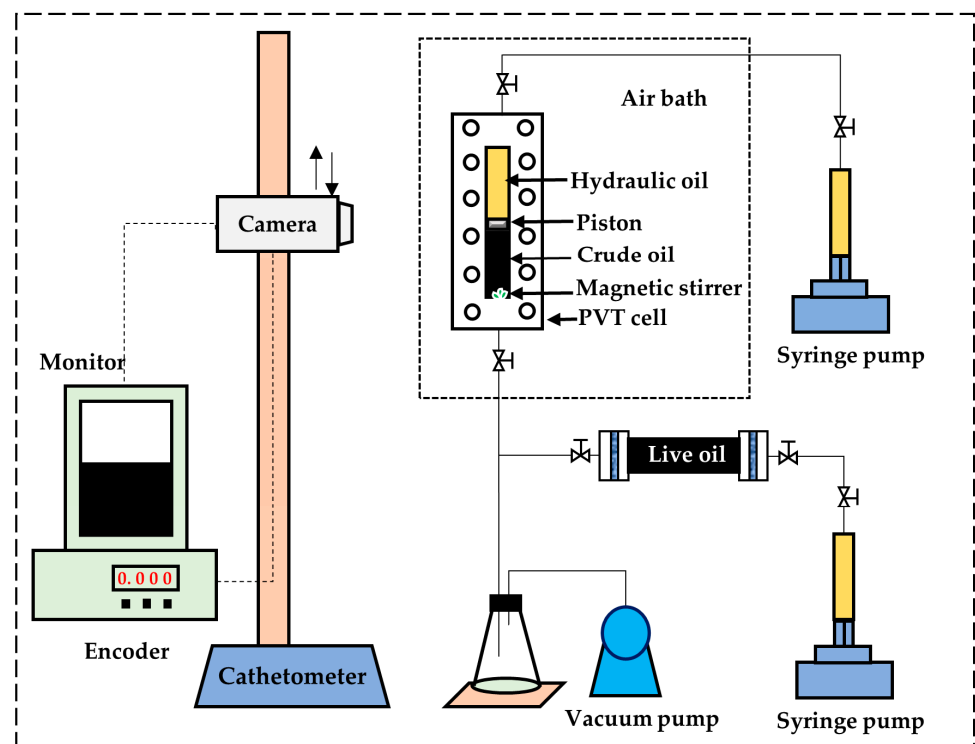 Air bath
Hydraulic oil
Piston
Crude oil
Magnetic stirrer
PVT cell
Camera
Monitor
Syringe pump
Live oil
0.000
Encoder
Cathetometer
Vacuum pump
Syringe pump